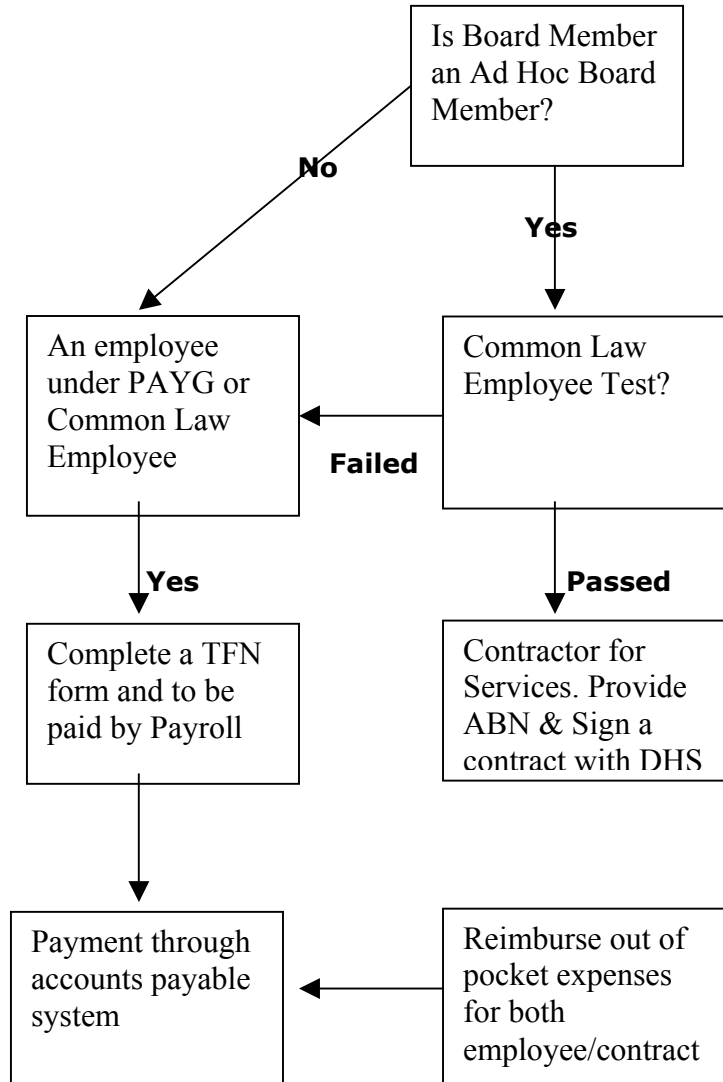 Is Board Member
an Ad Hoc Board
Member?
No
Yes
An employee
under PAYG or
Common Law
Employee
Common Law
Employee Test?
Failed
Yes
Passed
Complete a TFN
form and to be
paid by Payroll
Contractor for
Services. Provide
ABN & Sign a
contract with DHS
Payment through
accounts payable
system
Reimburse out of
pocket expenses
for both
employee/contract